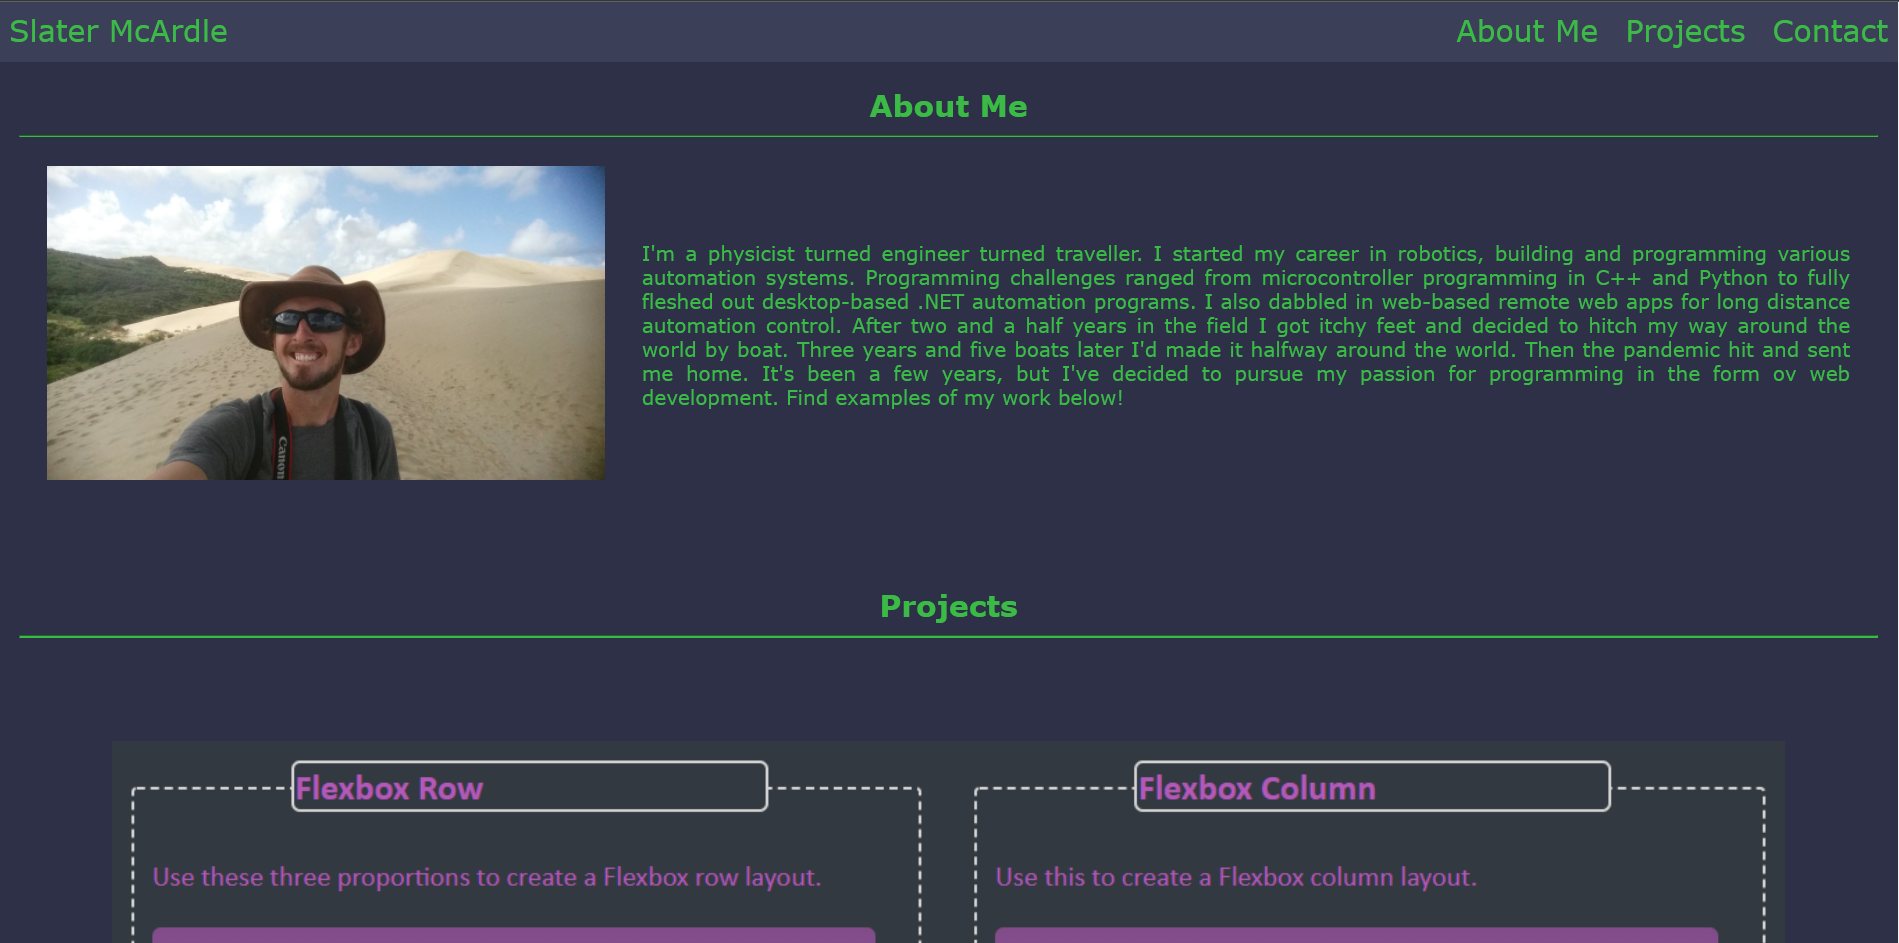 Slater McArdle
About Me Projects Contact
About Me
Canon
I'm a physicist turned engineer turned traveller. I started my career in robotics, building and programming various
automation systems. Programming challenges ranged from microcontroller programming in C++ and Python to fully
fleshed out desktop-based .NET automation programs. I also dabbled in web-based remote web apps for long distance
automation control. After two and a half years in the field I got itchy feet and decided to hitch my way around the
world by boat. Three years and five boats later I'd made it halfway around the world. Then the pandemic hit and sent
me home. It's been a few years, but I've decided to pursue my passion for programming in the form ov web
development. Find examples of my work below!
Projects
Flexbox Row
Use these three proportions to create a Flexbox row layout.
Flexbox Column
Use this to create a Flexbox column layout.